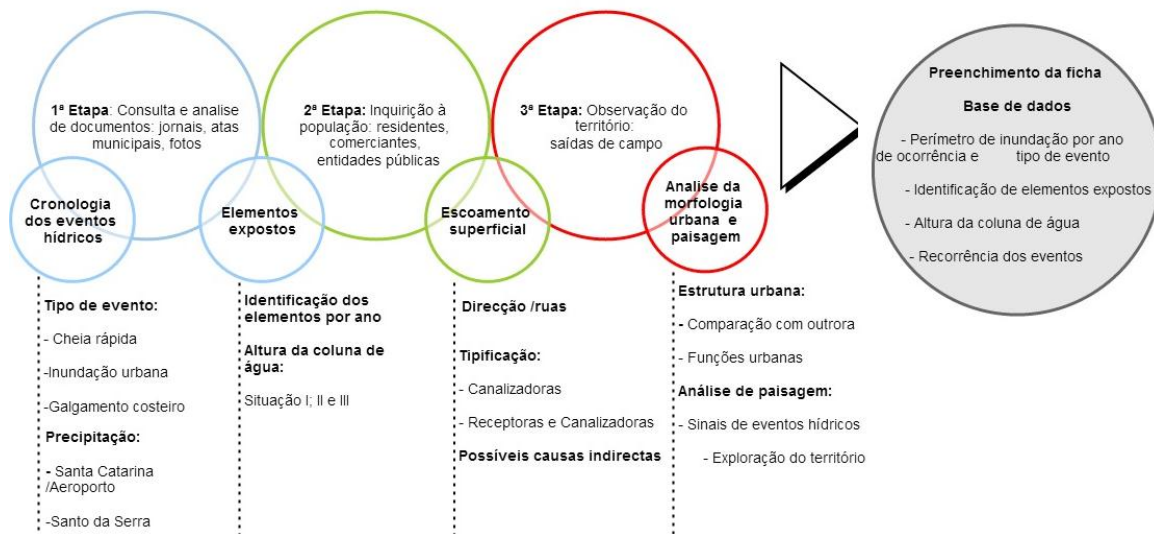 1ª Etapa: Consulta e analise
de documentos: jornais, atas
municipais, fotos
2ª Etapa: Inquirição à
população: residentes,
comerciantes,
entidades públicas
3ª Etapa: Observação do
território:
saídas de campo
Preenchimento da ficha
Base de dados
- Perímetro de inundação por ano
de ocorrência e tipo de evento
- Identificação de elementos expostos
- Altura da coluna de água
- Recorrência dos eventos
Cronologia
dos eventos
hídricos
Elementos
expostos
Escoamento
superficial
Analise da
morfologia
urbana e
paisagem
Tipo de evento:
- Cheia rápida
-Inundação urbana
-Galgamento costeiro
Precipitação:
- Santa Catarina
/Aeroporto
-Santo da Serra
Identificação dos
elementos por ano
Altura da coluna de
água:
Situação I; II e III
Direcção /ruas
Tipificação:
- Canalizadoras
- Receptoras e Canalizadoras
Possíveis causas indirectas
Estrutura urbana:
- Comparação com outrora
- Funções urbanas
Análise de paisagem:
- Sinais de eventos hídricos
- Exploração do território